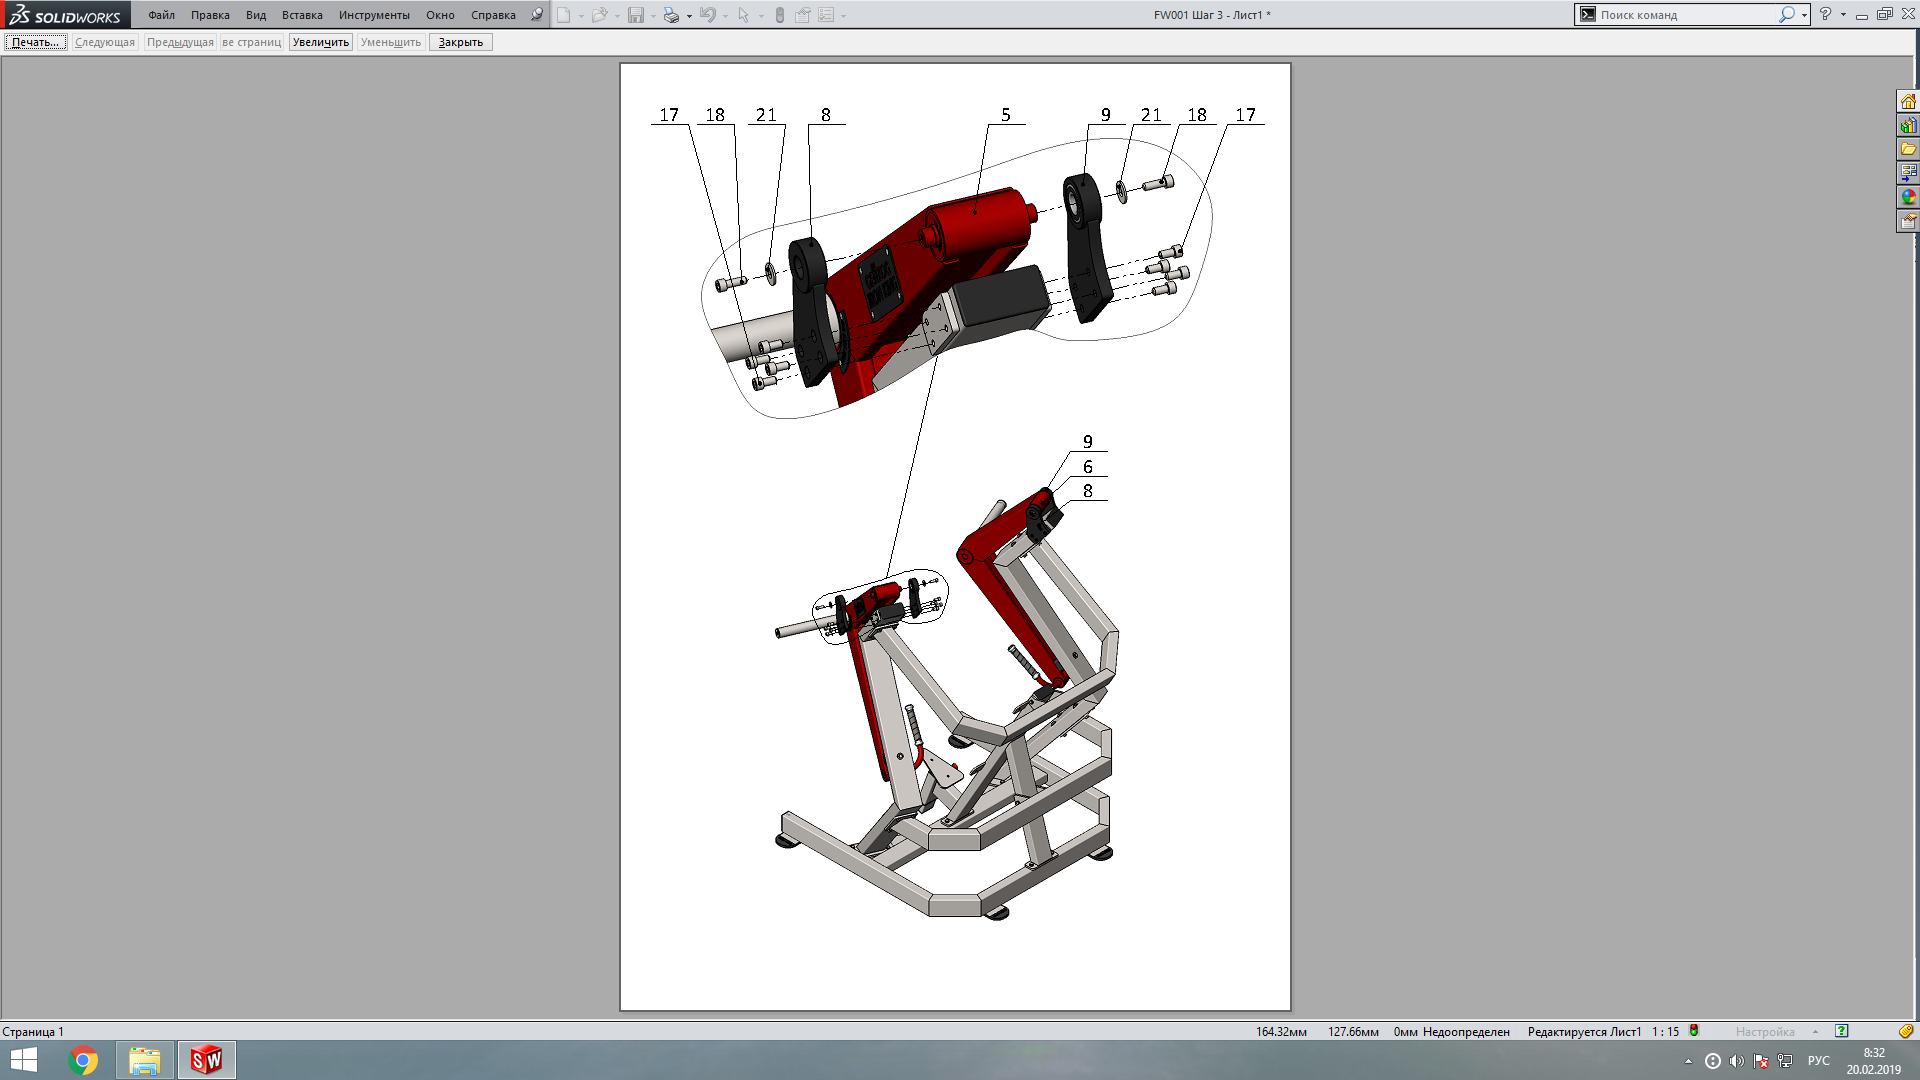 SOLIDWORKS
Файл Правка Вид Вставка Инструменты Окно Справка
FW001 Шаг 3 - Лист1 *
Поиск команд
Печать... Следующая Предыдущая ве страниц Увеличить Уменьшить Закрыть
17 18 21 8 5 9 21 18 17
9
6
8
Страница 1
164.32мм 127.66мм 0мм Недоопределен Редактируется Лист1 1 : 15 Настройка
SW
РУС
8:32
20.02.2019